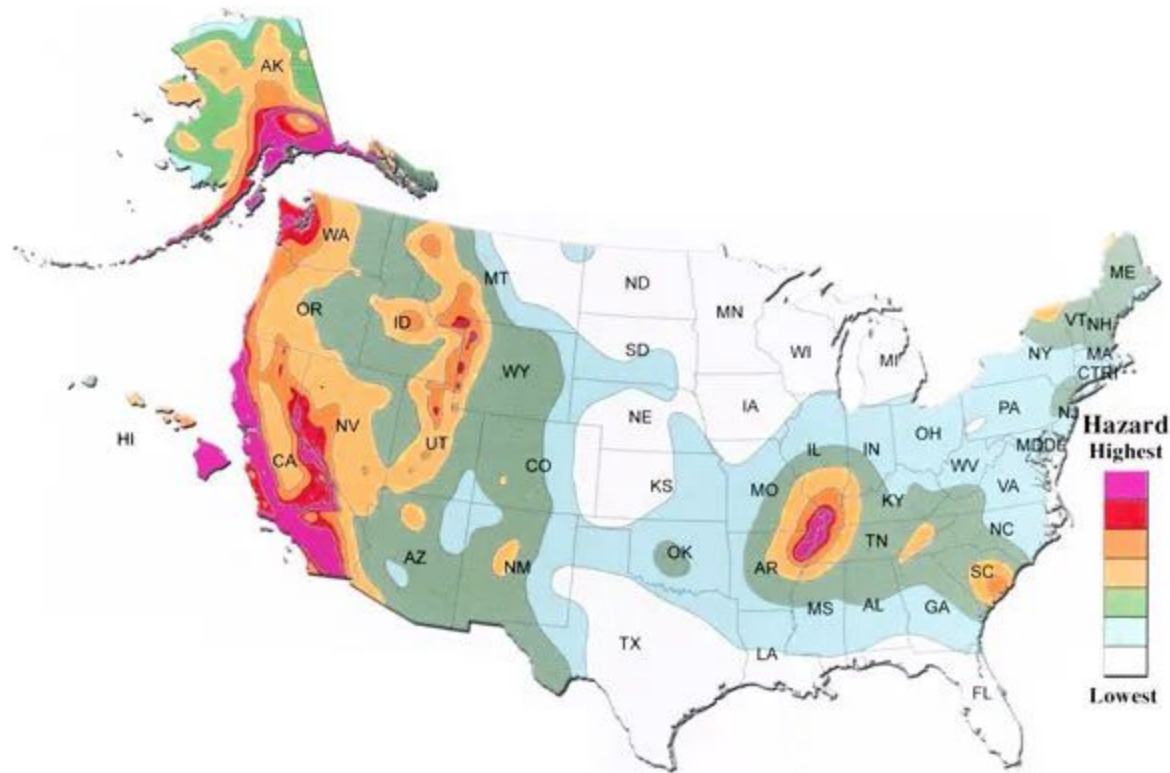 AK
WA
MT
ND
MN
ME
OR
ID
SD
WI
MI
VT NH
NY
MA
CT RI
WY
NE
IA
PA
NJ
HI
NV
UT
CA
CO
KS
IL
IN
OH
MD DE
WV
VA
MO
KY
AZ
NM
OK
AR
TN
NC
SC
MS
AL
GA
TX
LA
FL
Hazard
Highest
Lowest